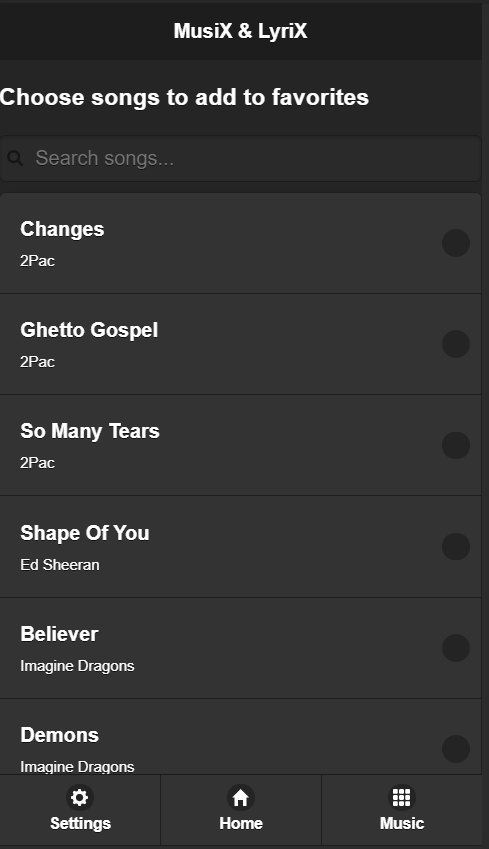 MusiX & LyriX
Choose songs to add to favorites
Search songs...
Changes
2Pac
Ghetto Gospel
2Pac
So Many Tears
2Pac
Shape Of You
Ed Sheeran
Believer
Imagine Dragons
Demons
Imagine Dragons
Settings
Home
Music